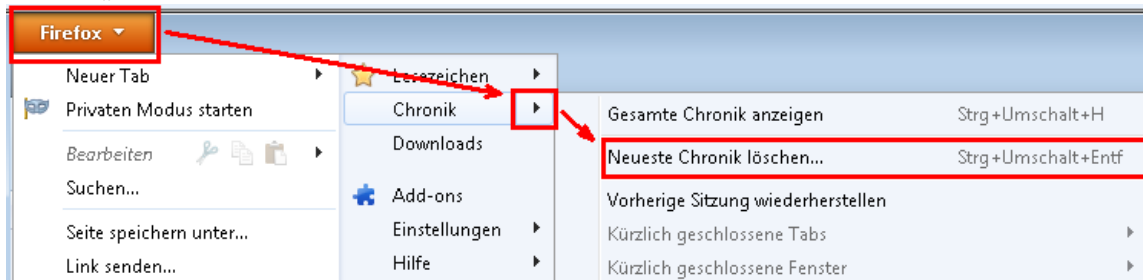 Firefox
Neuer Tab
Privaten Modus starten
Bearbeiten
Suchen...
Seite speichern unter...
Link senden...
Lesezeichen
Chronik
Downloads
Add-ons
Einstellungen
Hilfe
Gesamte Chronik anzeigen Strg+Umschalt+H
Neueste Chronik löschen... Strg+Umschalt+Entf
Vorherige Sitzung wiederherstellen
Kürzlich geschlossene Tabs
Kürzlich geschlossene Fenster